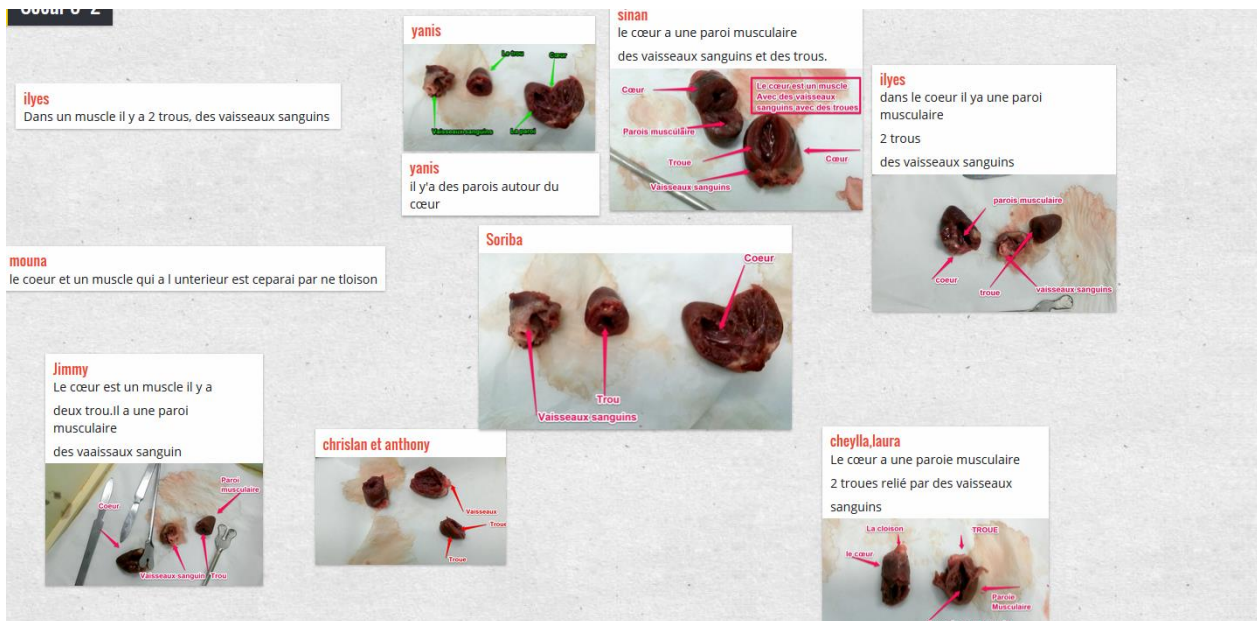 Coeur 3°2
ilyes
Dans un muscle il y a 2 trous, des vaisseaux sanguins
yanis
Le trou
Cœur
Vaisseaux sanguins
La paroi
yanis
il y'a des parois autour du
cœur
sinan
le cœur a une paroi musculaire
des vaisseaux sanguins et des trous.
Cœur
Le cœur est un muscle
Avec des vaisseaux
sanguins avec des troues
Parois musculaire
Troue
Cœur
Vaisseaux sanguins
ilyes
dans le coeur il ya une paroi
musculaire
2 trous
des vaisseaux sanguins
parois musculaire
coeur
troue
vaisseaux sanguins
mouna
le coeur et un muscle qui a l unterieur est ceparai par ne tloison
Soriba
Coeur
Trou
Vaisseaux sanguins
Jimmy
Le cœur est un muscle il y a
deux trou.Il a une paroi
musculaire
des vaaissaux sanguin
Paroi
musculaire
Coeur
Vaisseaux sanguin
Trou
chrislan et anthony
Vaisseaux
Troue
Troue
cheylla,laura
Le cœur a une paroie musculaire
2 troues relié par des vaisseaux
sanguins
La cloison
TROUE
le cœur
Paroie
Musculaire